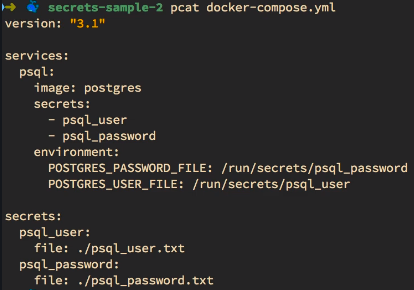 secrets-sample-2 pcat docker-compose.yml
version: "3.1"
services:
  psql:
    image: postgres
    secrets:
      - psql_user
      - psql_password
    environment:
      POSTGRES_PASSWORD_FILE: /run/secrets/psql_password
      POSTGRES_USER_FILE: /run/secrets/psql_user
secrets:
  psql_user:
    file: ./psql_user.txt
  psql_password:
    file: ./psql_password.txt